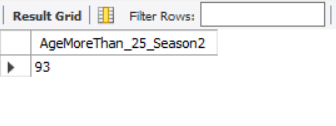 Result Grid Filter Rows:
AgeMoreThan_25_Season2
93